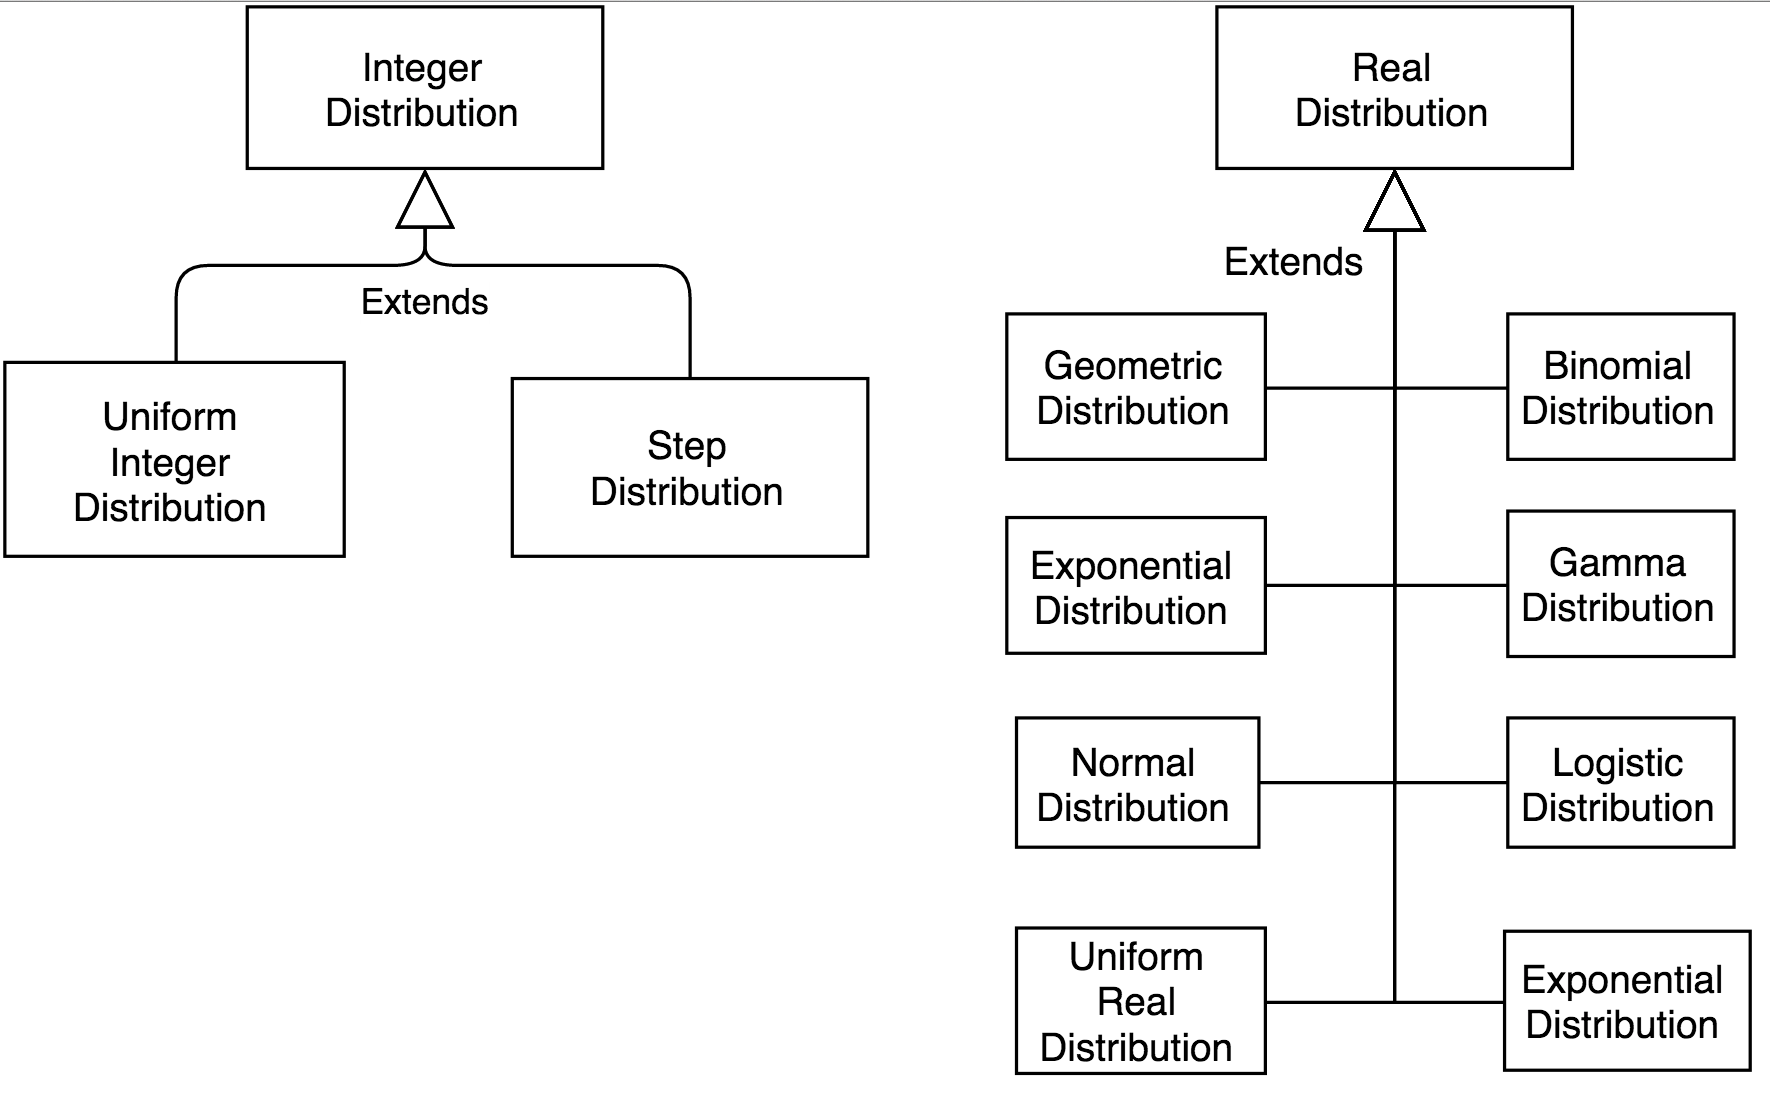 Integer
Distribution
Extends
Uniform
Integer
Distribution
Step
Distribution
Real
Distribution
Extends
Geometric
Distribution
Binomial
Distribution
Exponential
Distribution
Gamma
Distribution
Normal
Distribution
Logistic
Distribution
Uniform
Real
Distribution
Exponential
Distribution